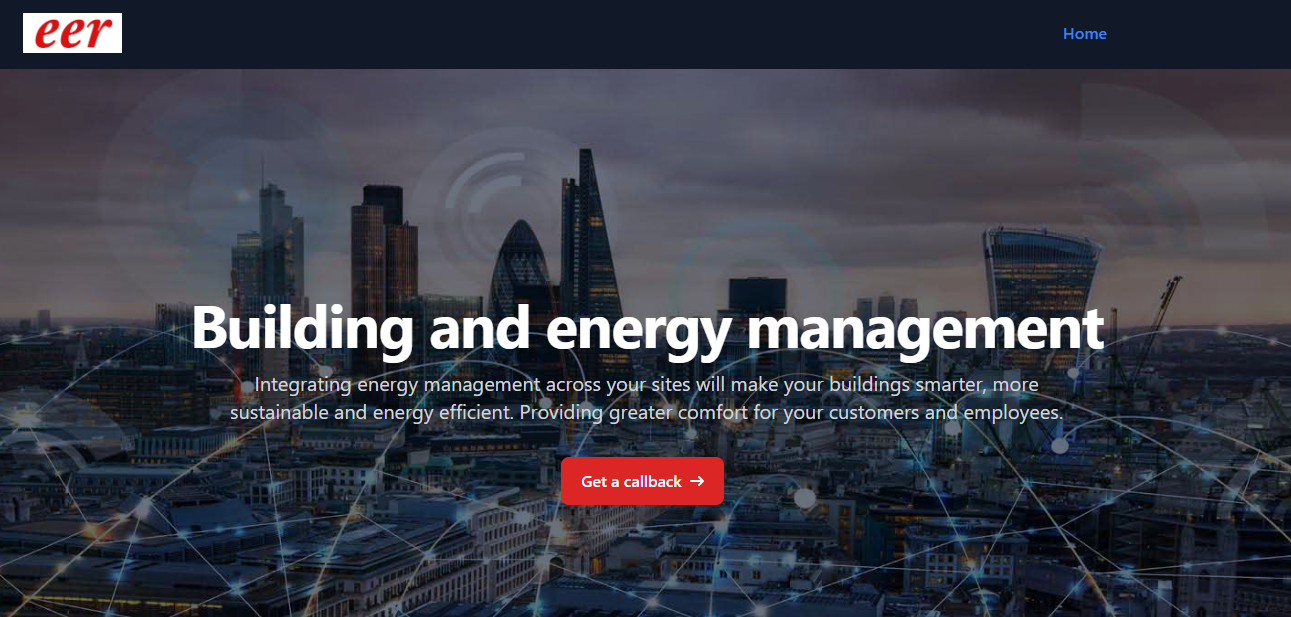 eer
Home
Building and energy management
Integrating energy management across your sites will make your buildings smarter, more
sustainable and energy efficient. Providing greater comfort for your customers and employees.
Get a callback →